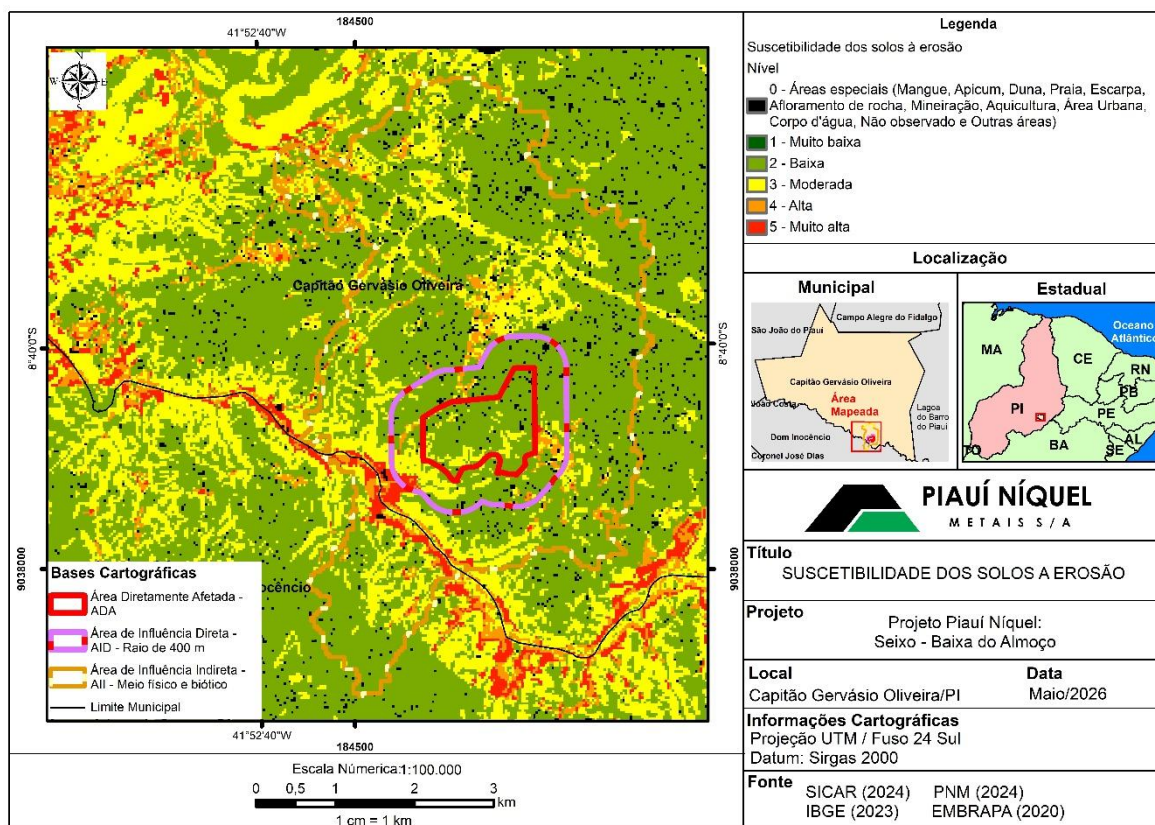 184500
41°52'40"W
N
W
E
S
8°40'0"S
8°40'0"S
Capitão Gervásio Oliveira
9038000
9038000
ocêncio
Bases Cartográficas
Área Diretamente Afetada -
ADA
Área de Influência Direta -
AID - Raio de 400 m
Área de Influência Indireta -
AII - Meio físico e biótico
Limite Municipal
41°52'40"W
184500
Escala Númerica:1:100.000
0 0,5 1 2 3
km
1 cm = 1 km
Legenda
Suscetibilidade dos solos à erosão
Nível
0 - Áreas especiais (Mangue, Apicum, Duna, Praia, Escarpa,
Afloramento de rocha, Mineiração, Aquicultura, Área Urbana,
Corpo d'água, Não observado e Outras áreas)
1 - Muito baixa
2 - Baixa
3 - Moderada
4 - Alta
5 - Muito alta
Localização
Municipal
Campo Alegre do Fidalgo
São João do Piauí
Capitão Gervásio Oliveira
João Costa
Área
Mapeada
Lagoa
do Barro
do Piauí
Dom Inocêncio
Coronel José Dias
Estadual
Oceano
Atlântico
MA
CE
RN
PB
PI
PE
AL
TO
BA
SE
PIAUÍ NÍQUEL
METAIS S/A
Título
SUSCETIBILIDADE DOS SOLOS A EROSÃO
Projeto
Projeto Piauí Níquel:
Seixo - Baixa do Almoço
Local
Capitão Gervásio Oliveira/PI
Data
Maio/2026
Informações Cartográficas
Projeção UTM / Fuso 24 Sul
Datum: Sirgas 2000
Fonte
SICAR (2024) PNM (2024)
IBGE (2023) EMBRAPA (2020)